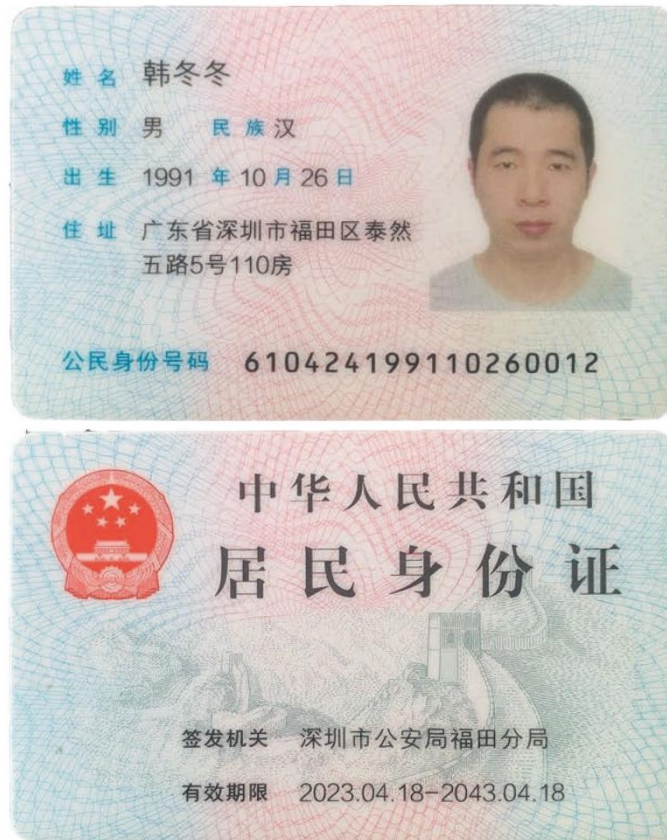 姓名 韩冬冬
性别 男 民族 汉
出生 1991 年 10 月 26 日
住址 广东省深圳市福田区泰然
五路5号110房
公民身份号码 610424199110260012
中华人民共和国
居民身份证
签发机关 深圳市公安局福田分局
有效期限 2023.04.18-2043.04.18